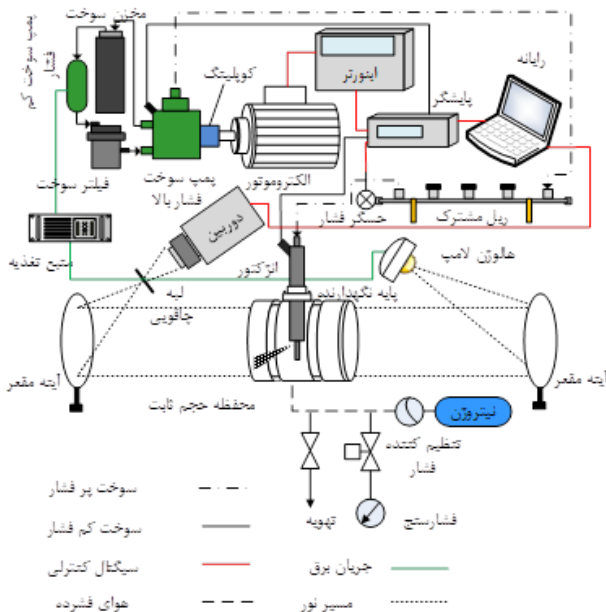 مخزن سوخت
پمپ سوخت کم فشار
کوپلینگ
اینورتر
رایانه
پایشگر
الکتروموتور
فیلتر سوخت
پمپ سوخت فشار بالا
حسگر فشار
ریل مشترک
دوربین
منبع تغذیه
انژکتور
هالوژن لامپ
لبه چاقویی
پایه نگهدارنده
آینه مقعر
آینه مقعر
محفظه حجم ثابت
نیتروژن
تنظیم کننده فشار
تهویه
فشارسنج
سوخت پر فشار
سوخت کم فشار
سیگنال کنترلی
جریان برق
هوای فشرده
مسیر نور